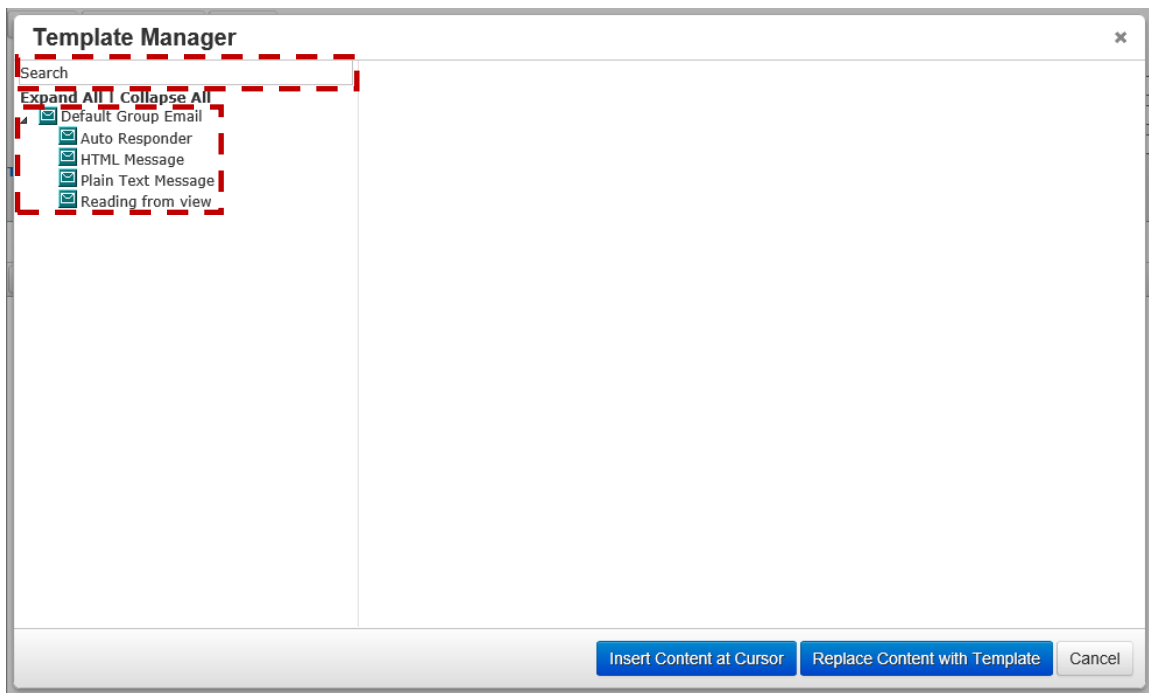 Template Manager
Search
Expand All | Collapse All
Default Group Email
Auto Responder
HTML Message
Plain Text Message
Reading from view
Insert Content at Cursor Replace Content with Template Cancel